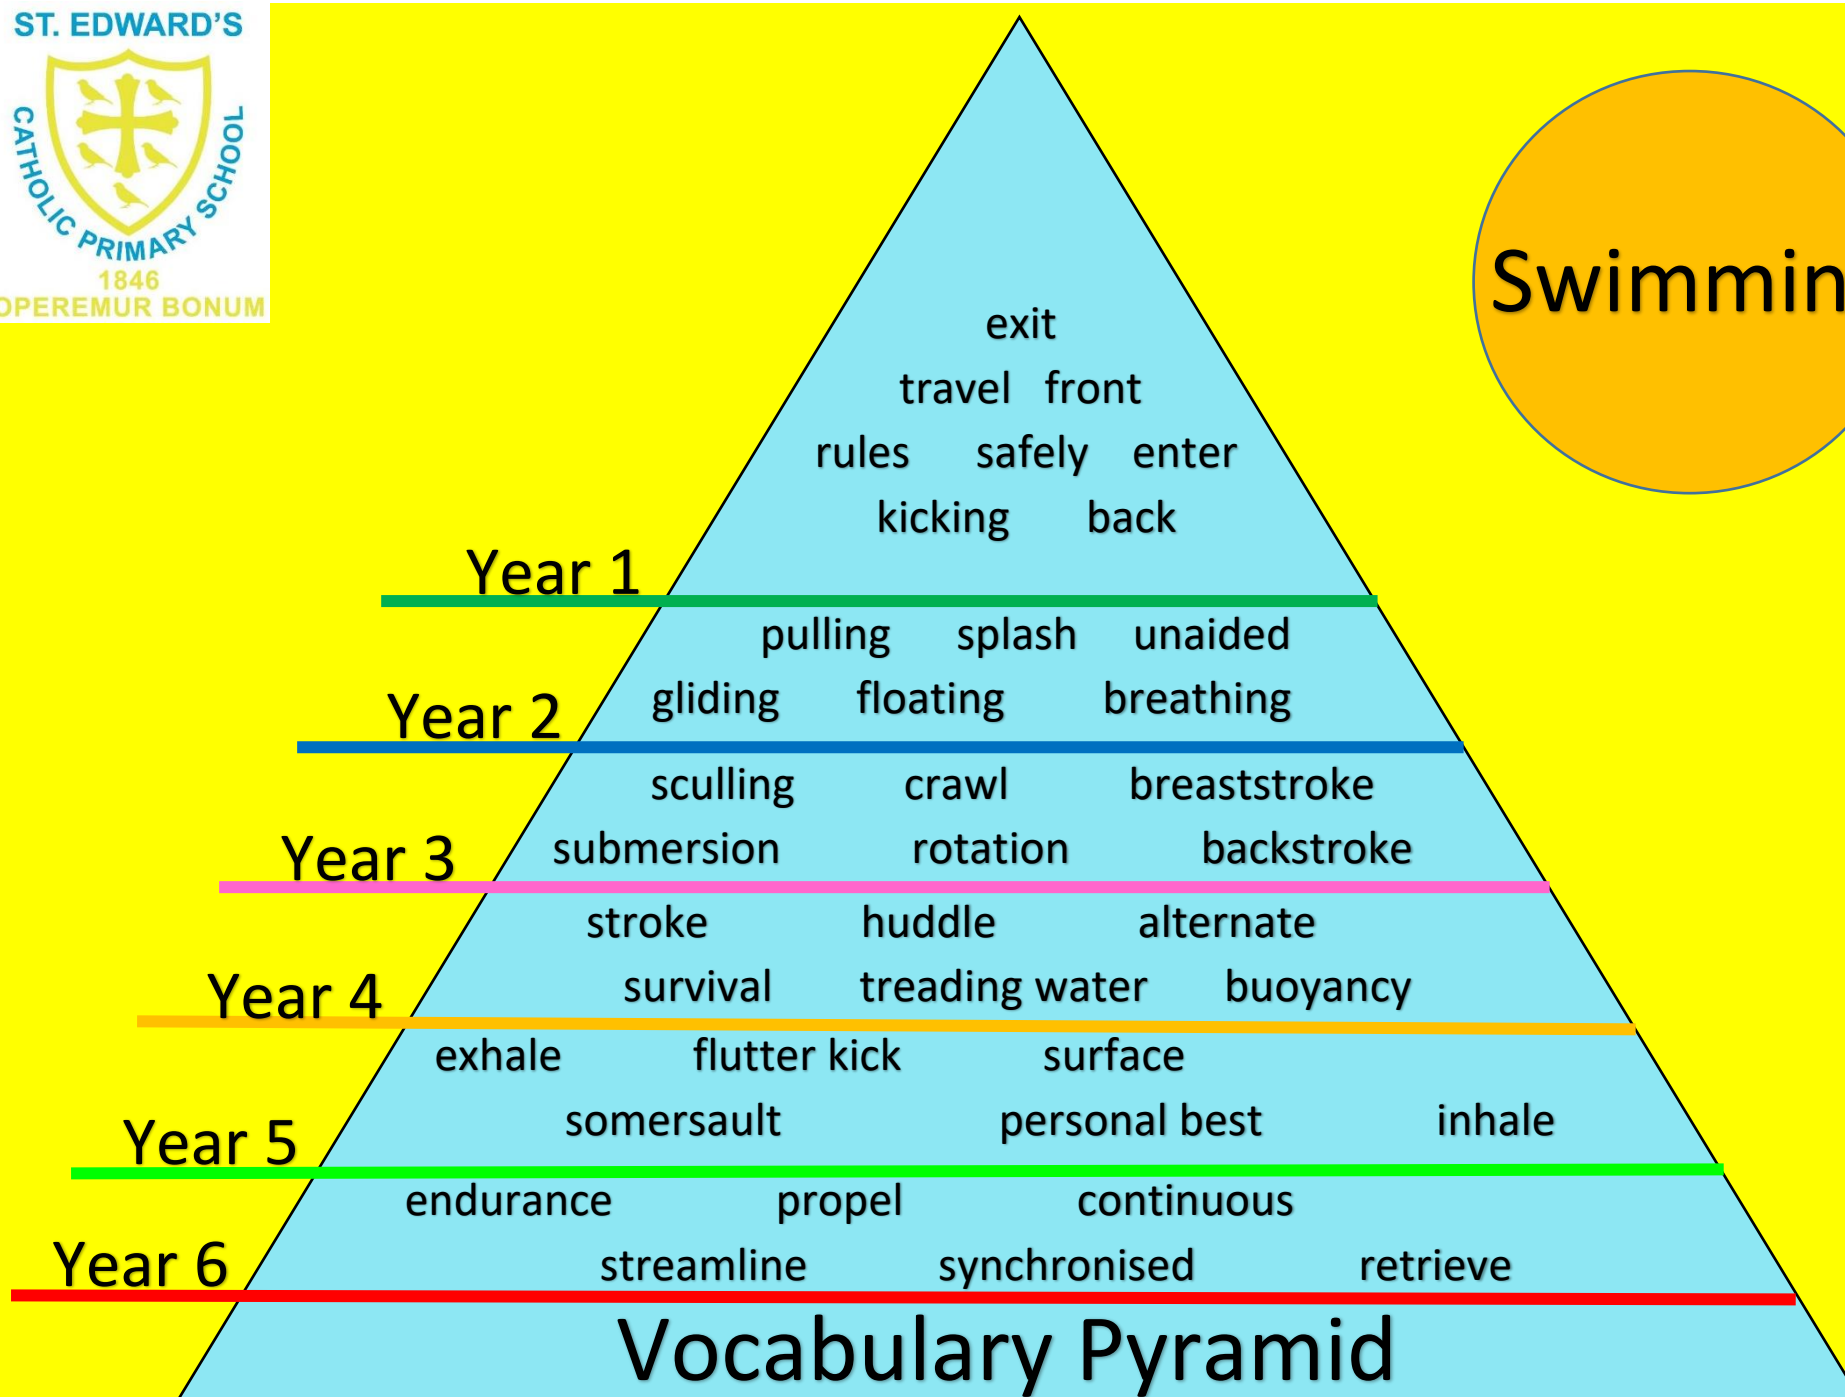 ST. EDWARD'S
CATHOLIC PRIMARY SCHOOL
1846
OPEREMUR BONUM
Swimmin
exit
travel front
rules safely enter
kicking back
Year 1
pulling splash unaided
gliding floating breathing
Year 2
sculling crawl breaststroke
submersion rotation backstroke
Year 3
stroke huddle alternate
survival treading water buoyancy
Year 4
exhale flutter kick surface
somersault personal best inhale
Year 5
endurance propel continuous
streamline synchronised retrieve
Year 6
Vocabulary Pyramid